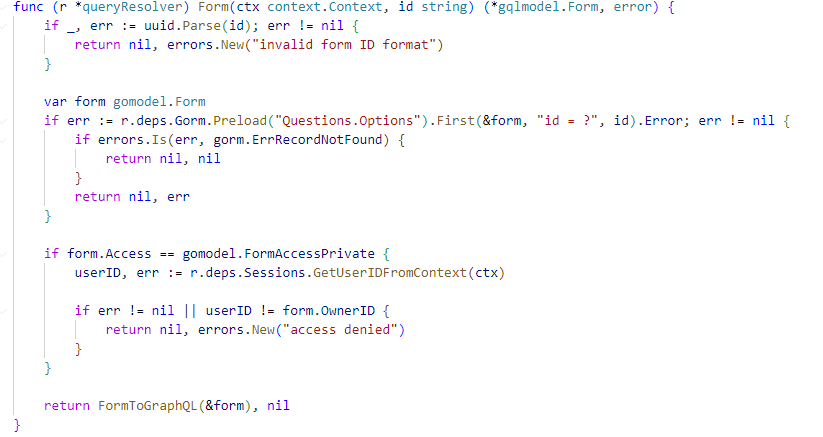 func (r *queryResolver) Form(ctx context.Context, id string) (*gqlmodel.Form, error) {
    if _, err := uuid.Parse(id); err != nil {
        return nil, errors.New("invalid form ID format")
    }

    var form gomodel.Form
    if err := r.deps.Gorm.Preload("Questions.Options").First(&form, "id = ?", id).Error; err != nil {
        if errors.Is(err, gorm.ErrRecordNotFound) {
            return nil, nil
        }
        return nil, err
    }

    if form.Access == gomodel.FormAccessPrivate {
        userID, err := r.deps.Sessions.GetUserIDFromContext(ctx)

        if err != nil || userID != form.OwnerID {
            return nil, errors.New("access denied")
        }
    }

    return FormToGraphQL(&form), nil
}